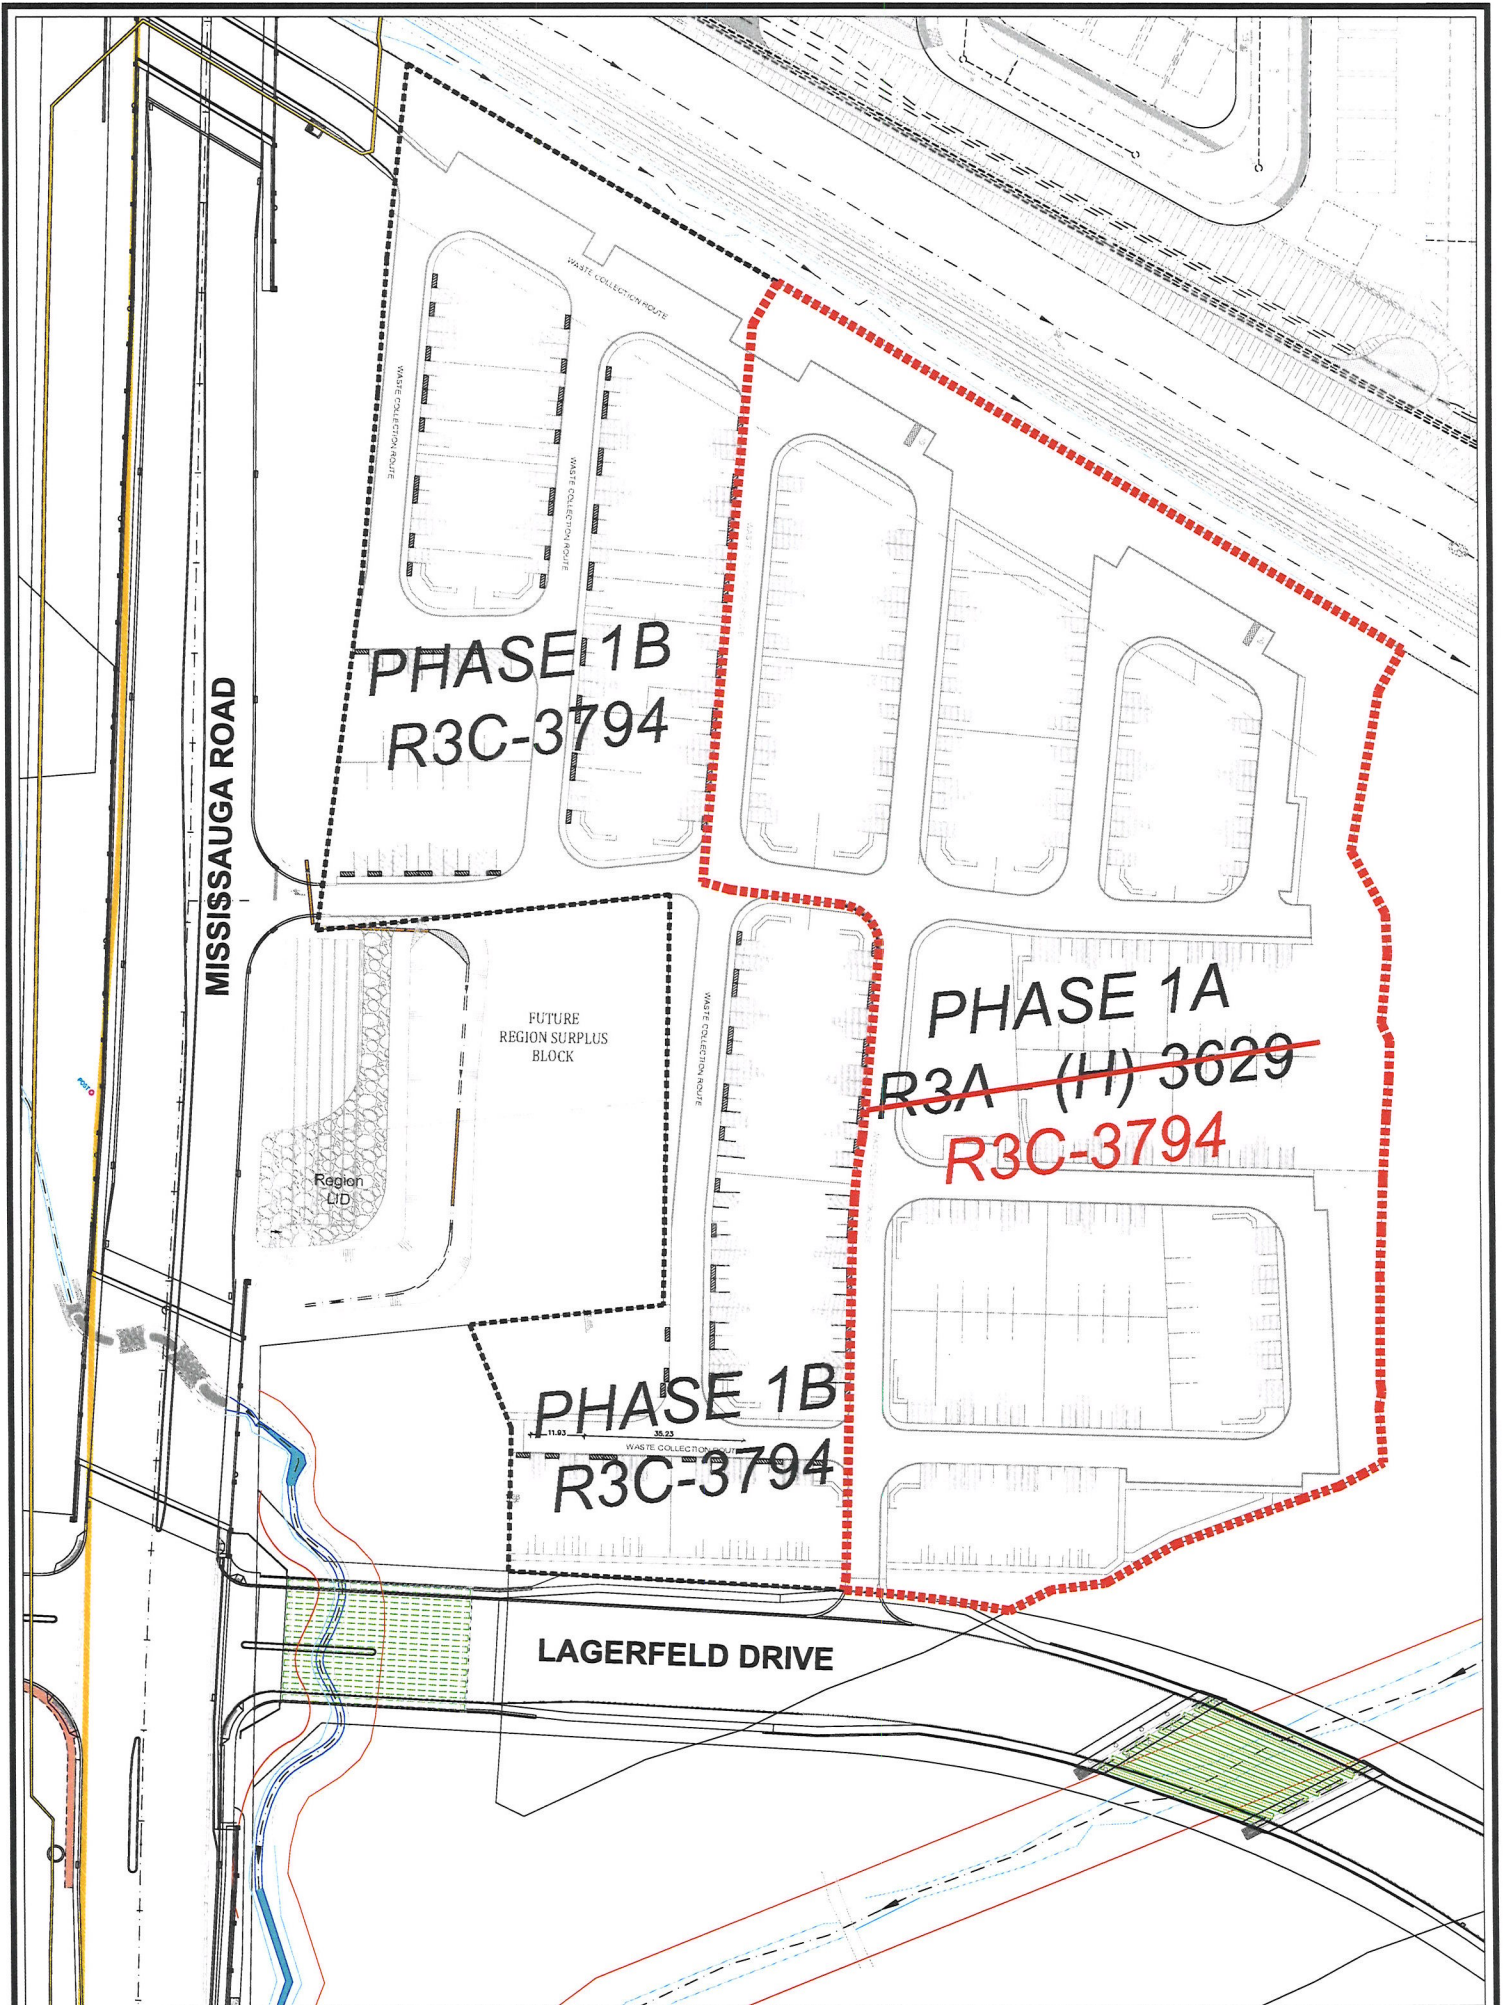 WASTE COLLECTION ROUTE
WASTE COLLECTION ROUTE
WASTE COLLECTION ROUTE
PHASE 1B
R3C-3794
MISSISSAUGA ROAD
FUTURE
REGION SURPLUS
BLOCK
WASTE COLLECTION ROUTE
PHASE 1A
R3A (H) 3629
R3C-3794
POST
Region
LID
PHASE 1B
11.93 35.23
WASTE COLLECTION ROUTE
R3C-3794
LAGERFELD DRIVE